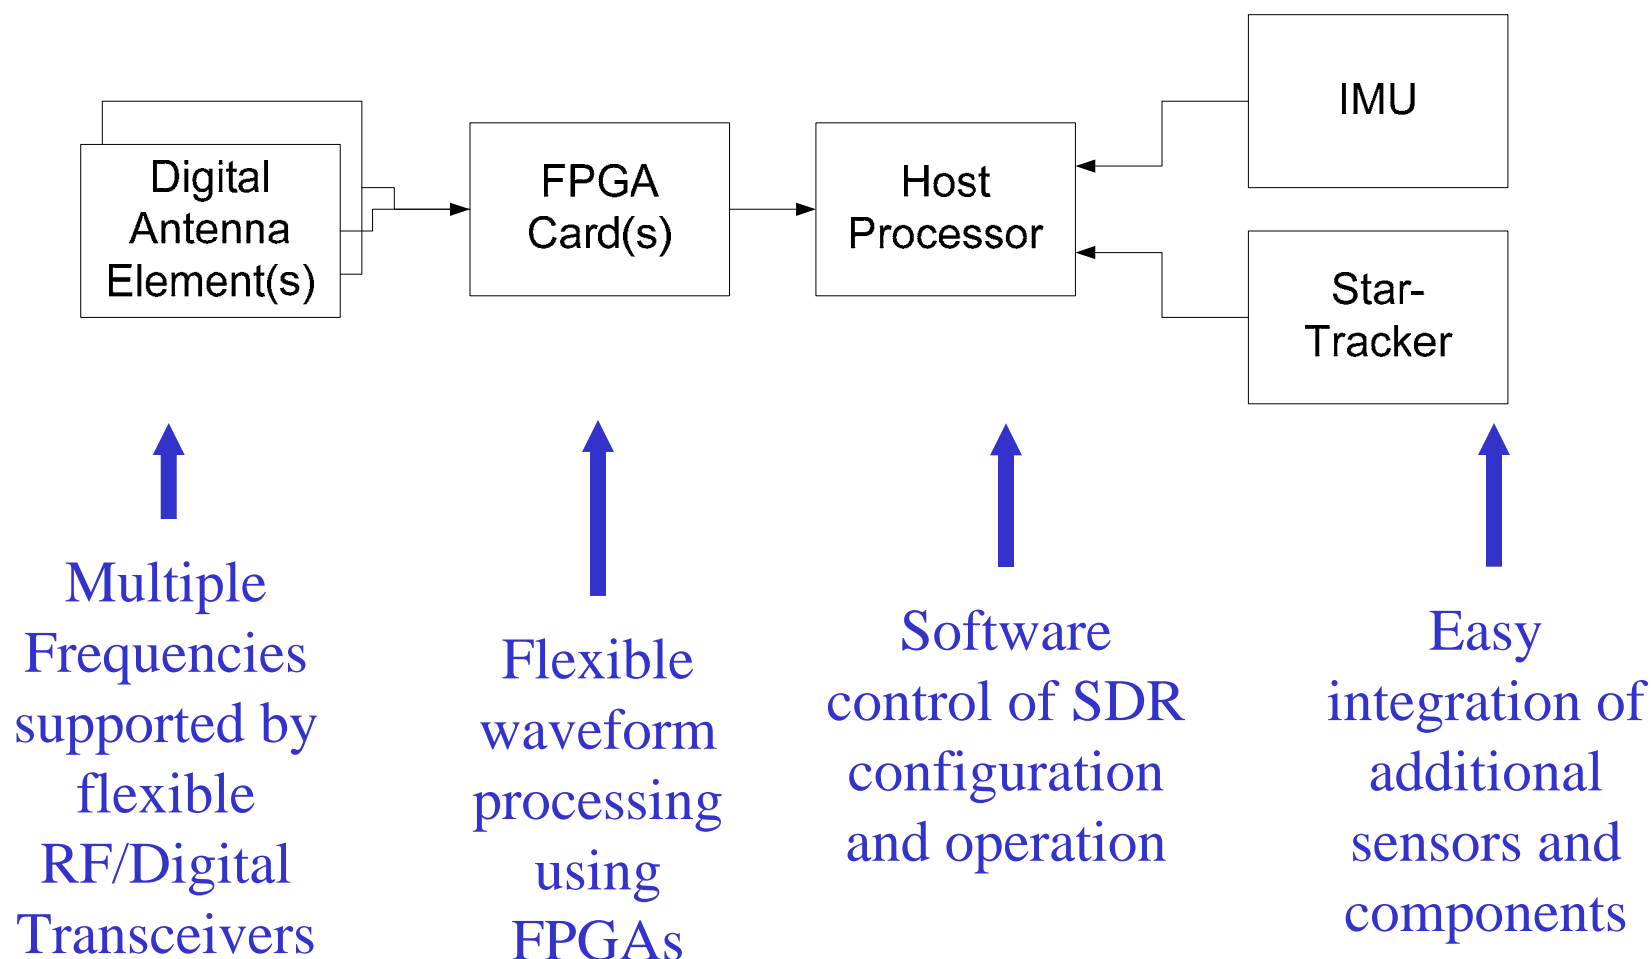 Digital
Antenna
Element(s)
FPGA
Card(s)
Host
Processor
IMU
Star-
Tracker
Multiple
Frequencies
supported by
flexible
RF/Digital
Transceivers
Flexible
waveform
processing
using
FPGAs
Software
control of SDR
configuration
and operation
Easy
integration of
additional
sensors and
components